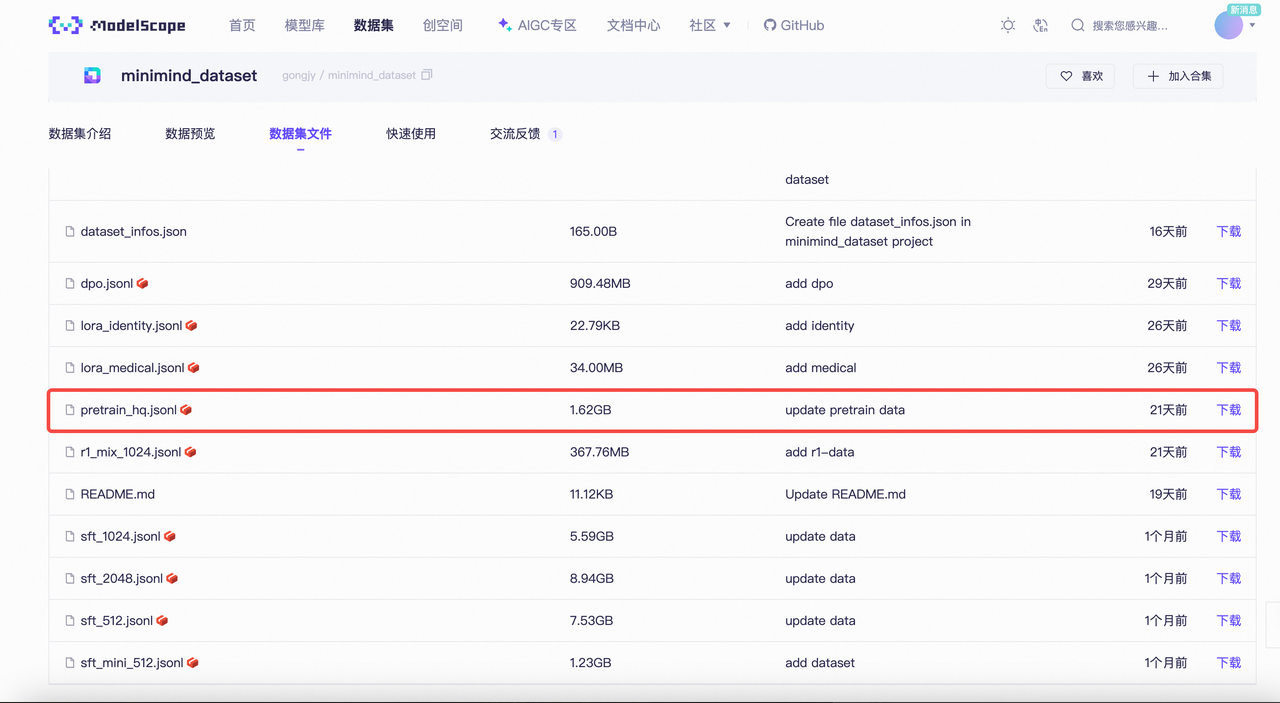 ModelScope 首页 模型库 数据集 创空间 AIGC专区 文档中心 社区 GitHub 搜索您感兴趣... 新消息
minimind_dataset gongjy / minimind_dataset 喜欢 加入合集
数据集介绍 数据预览 数据集文件 快速使用 交流反馈 1
dataset
dataset_infos.json 165.00B Create file dataset_infos.json in minimind_dataset project 16天前 下载
dpo.jsonl 909.48MB add dpo 29天前 下载
lora_identity.jsonl 22.79KB add identity 26天前 下载
lora_medical.jsonl 34.00MB add medical 26天前 下载
pretrain_hq.jsonl 1.62GB update pretrain data 21天前 下载
r1_mix_1024.jsonl 367.76MB add r1-data 21天前 下载
README.md 11.12KB Update README.md 19天前 下载
sft_1024.jsonl 5.59GB update data 1个月前 下载
sft_2048.jsonl 8.94GB update data 1个月前 下载
sft_512.jsonl 7.53GB update data 1个月前 下载
sft_mini_512.jsonl 1.23GB add dataset 1个月前 下载